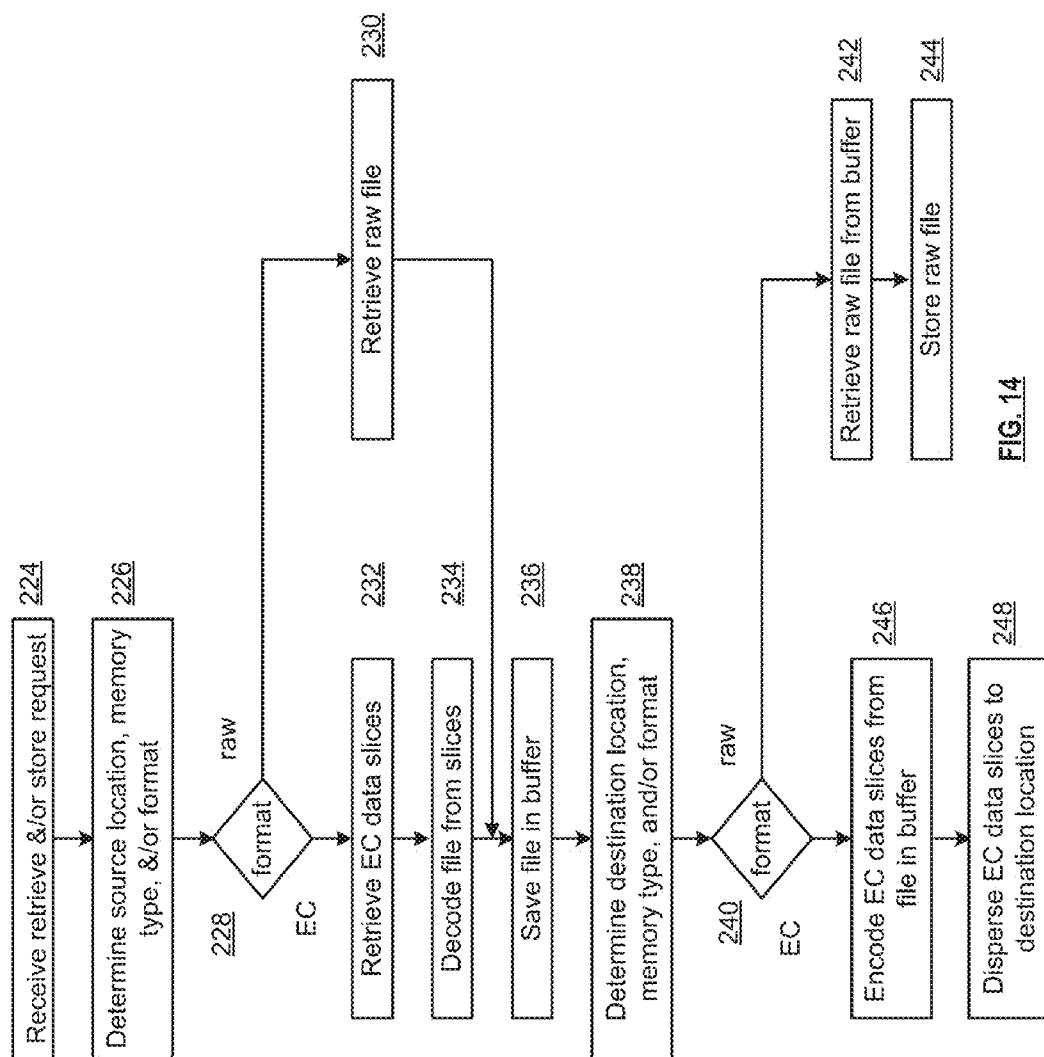 Receive retrieve &/or store request
224
Determine source location, memory
type, &/or format
226
228
format
raw
EC
Retrieve raw file
230
Retrieve EC data slices
232
Decode file from slices
234
Save file in buffer
236
Determine destination location,
memory type, and/or format
238
240
format
raw
EC
Retrieve raw file from buffer
242
Store raw file
244
Encode EC data slices from
file in buffer
246
Disperse EC data slices to
destination location
248
FIG. 14